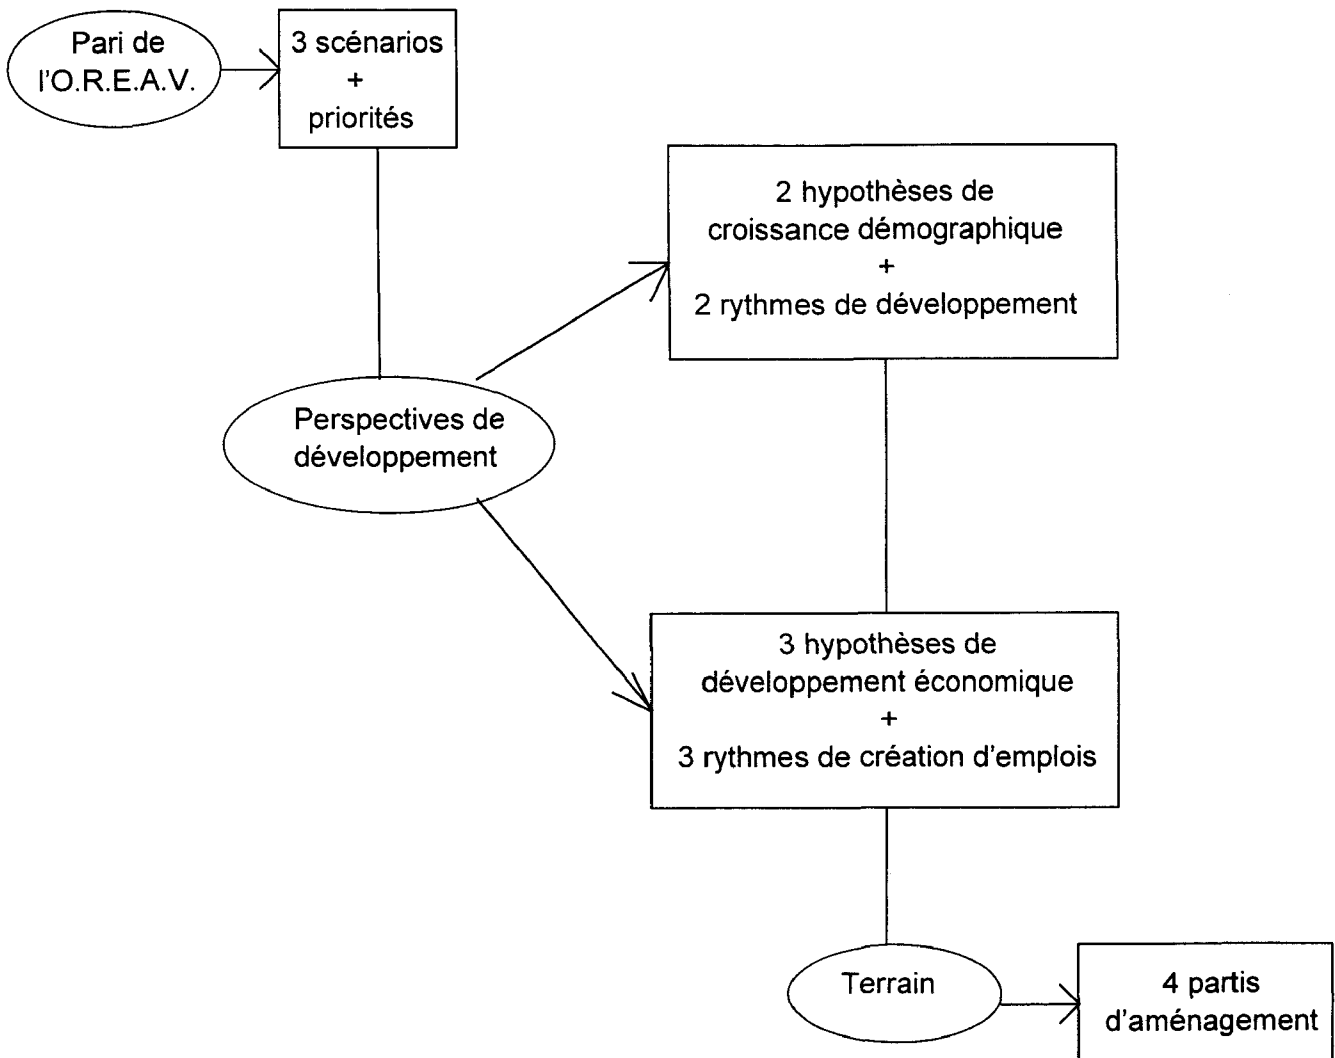 Pari de
l'O.R.E.A.V.
3 scénarios
+
priorités
2 hypothèses de
croissance démographique
+
2 rythmes de développement
Perspectives de
développement
3 hypothèses de
développement économique
+
3 rythmes de création d'emplois
Terrain
4 partis
d'aménagement